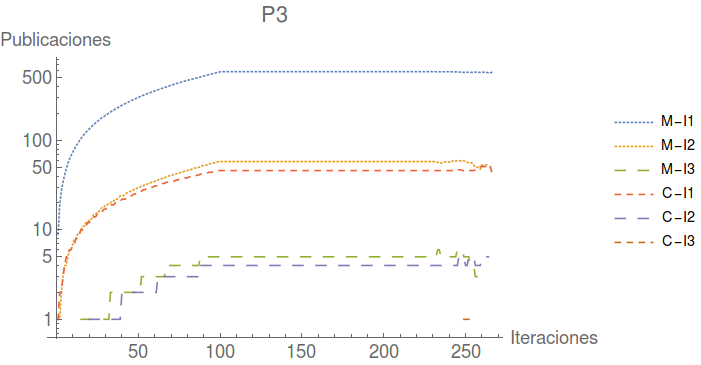 P3
Publicaciones
500
100
50
10
5
1
50
100
150
200
250
Iteraciones
M-I1
M-I2
M-I3
C-I1
C-I2
C-I3